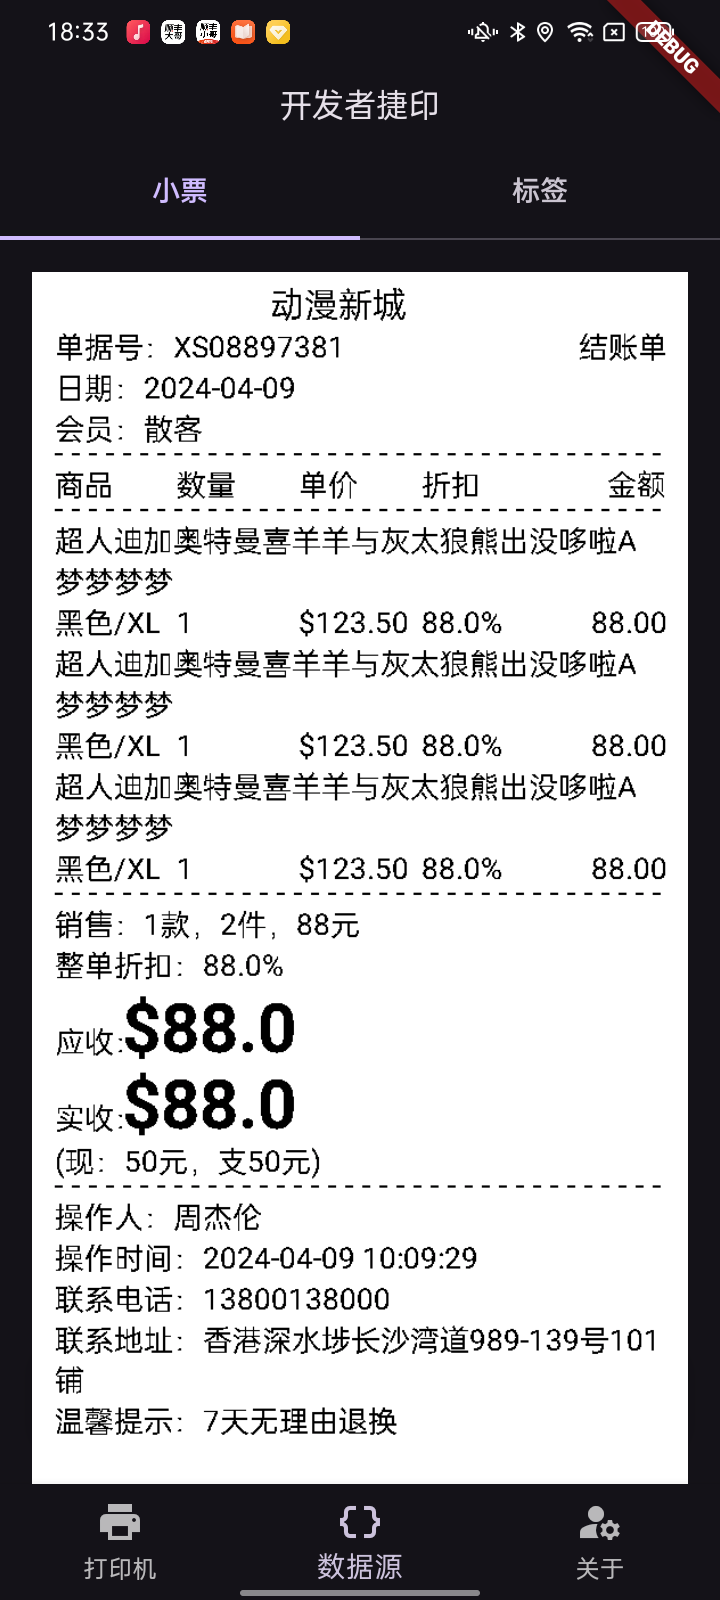 18:33
DEBUG
开发者捷印
小票 标签
动漫新城
单据号：XS08897381 结账单
日期：2024-04-09
会员：散客
商品 数量 单价 折扣 金额
超人迪加奥特曼喜羊羊与灰太狼熊出没哆啦A
梦梦梦梦
黑色/XL 1 $123.50 88.0% 88.00
超人迪加奥特曼喜羊羊与灰太狼熊出没哆啦A
梦梦梦梦
黑色/XL 1 $123.50 88.0% 88.00
超人迪加奥特曼喜羊羊与灰太狼熊出没哆啦A
梦梦梦梦
黑色/XL 1 $123.50 88.0% 88.00
销售：1款，2件，88元
整单折扣：88.0%
应收:$88.0
实收:$88.0
(现：50元，支50元)
操作人：周杰伦
操作时间：2024-04-09 10:09:29
联系电话：13800138000
联系地址：香港深水埗长沙湾道989-139号101
铺
温馨提示：7天无理由退换
打印机 数据源 关于